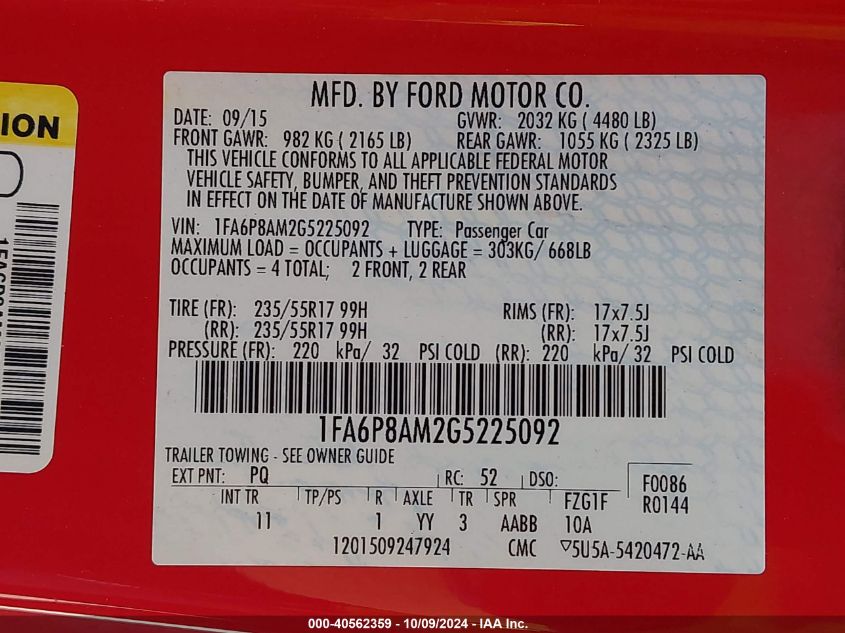 ION
MFD. BY FORD MOTOR CO.
DATE: 09/15 GVWR: 2032 KG ( 4480 LB)
FRONT GAWR: 982 KG ( 2165 LB) REAR GAWR: 1055 KG ( 2325 LB)
THIS VEHICLE CONFORMS TO ALL APPLICABLE FEDERAL MOTOR
VEHICLE SAFETY, BUMPER, AND THEFT PREVENTION STANDARDS
IN EFFECT ON THE DATE OF MANUFACTURE SHOWN ABOVE.
VIN: 1FA6P8AM2G5225092 TYPE: Passenger Car
MAXIMUM LOAD = OCCUPANTS + LUGGAGE = 303KG/ 668LB
OCCUPANTS = 4 TOTAL; 2 FRONT, 2 REAR
TIRE (FR): 235/55R17 99H RIMS (FR): 17x7.5J
(RR): 235/55R17 99H (RR): 17x7.5J
PRESSURE (FR): 220 kPa/ 32 PSI COLD (RR): 220 kPa/ 32 PSI COLD
1FA6P8AM2G5225092
TRAILER TOWING - SEE OWNER GUIDE
EXT PNT: PQ RC: 52 DSO: F0086
INT TR TP/PS R AXLE TR SPR FZG1F R0144
11 1 YY 3 AABB 10A
1201509247924 CMC ▽5U5A-5420472-AA
000-40562359 - 10/09/2024 - IAA Inc.